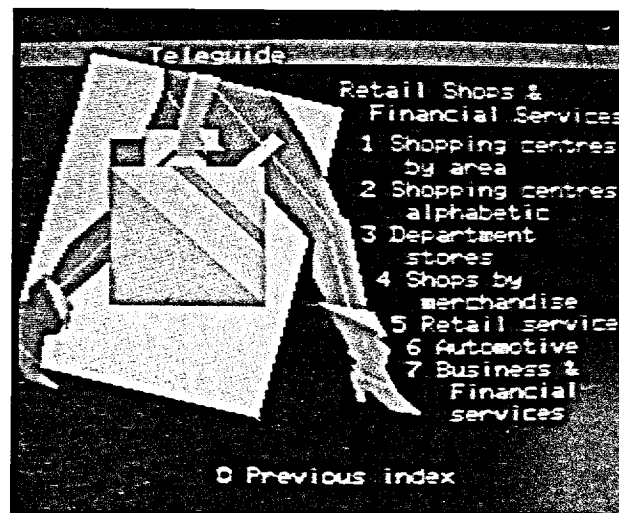 Teleguide
Retail Shops &
Financial Services
1 Shopping centres
by area
2 Shopping centres
alphabetic
3 Department
stores
4 Shops by
merchandise
5 Retail service
6 Automotive
7 Business &
Financial
services
0 Previous index